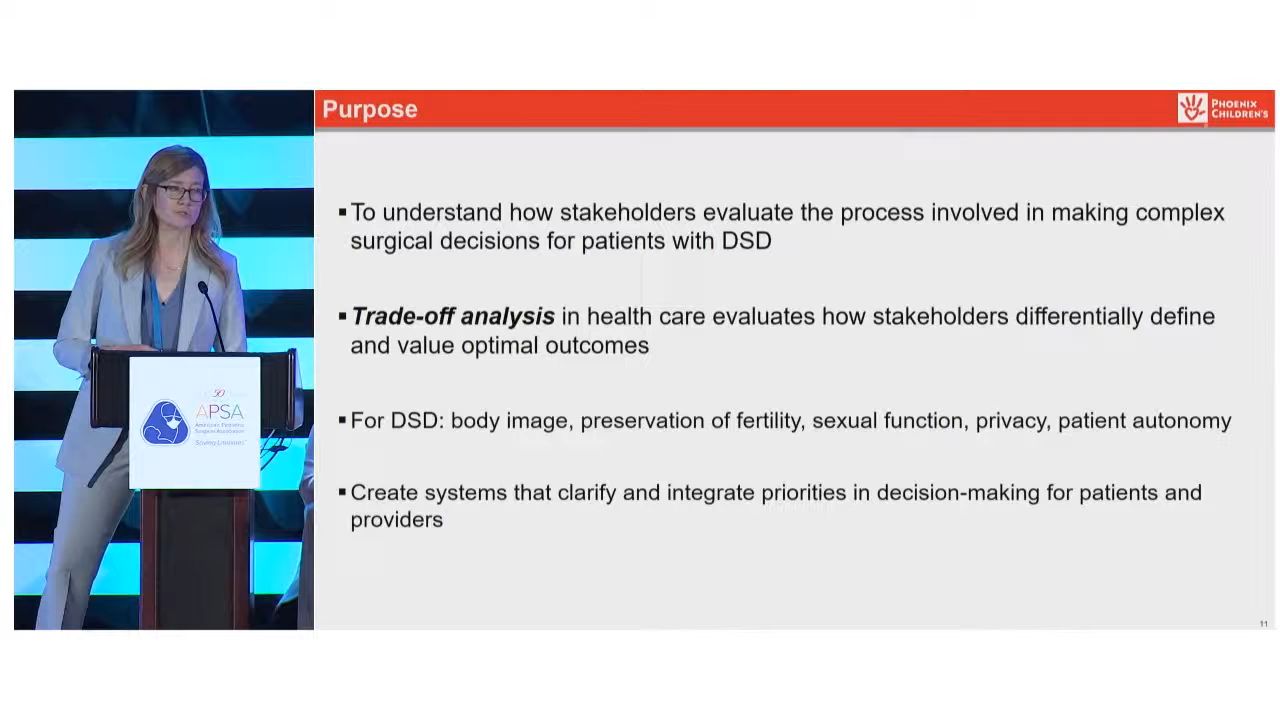 Purpose
PHOENIX
CHILDREN'S
▪ To understand how stakeholders evaluate the process involved in making complex
surgical decisions for patients with DSD
▪ Trade-off analysis in health care evaluates how stakeholders differentially define
and value optimal outcomes
▪ For DSD: body image, preservation of fertility, sexual function, privacy, patient autonomy
▪ Create systems that clarify and integrate priorities in decision-making for patients and
providers
11
50
APSA
American Pediatric
Surgical Association